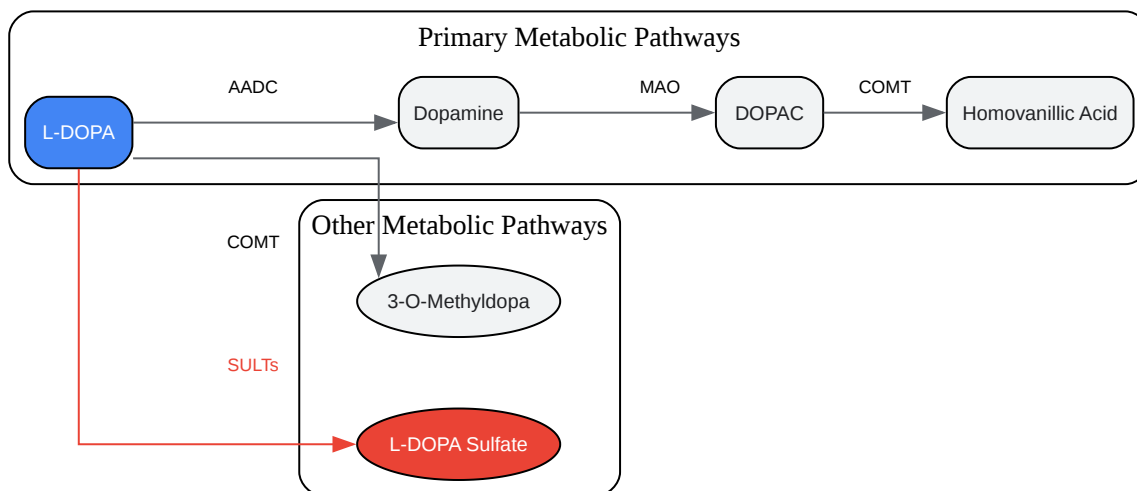 Primary Metabolic Pathways
AADC
MAO
COMT
L-DOPA
Dopamine
DOPAC
Homovanillic Acid
Other Metabolic Pathways
COMT
3-O-Methyldopa
SULTs
L-DOPA Sulfate